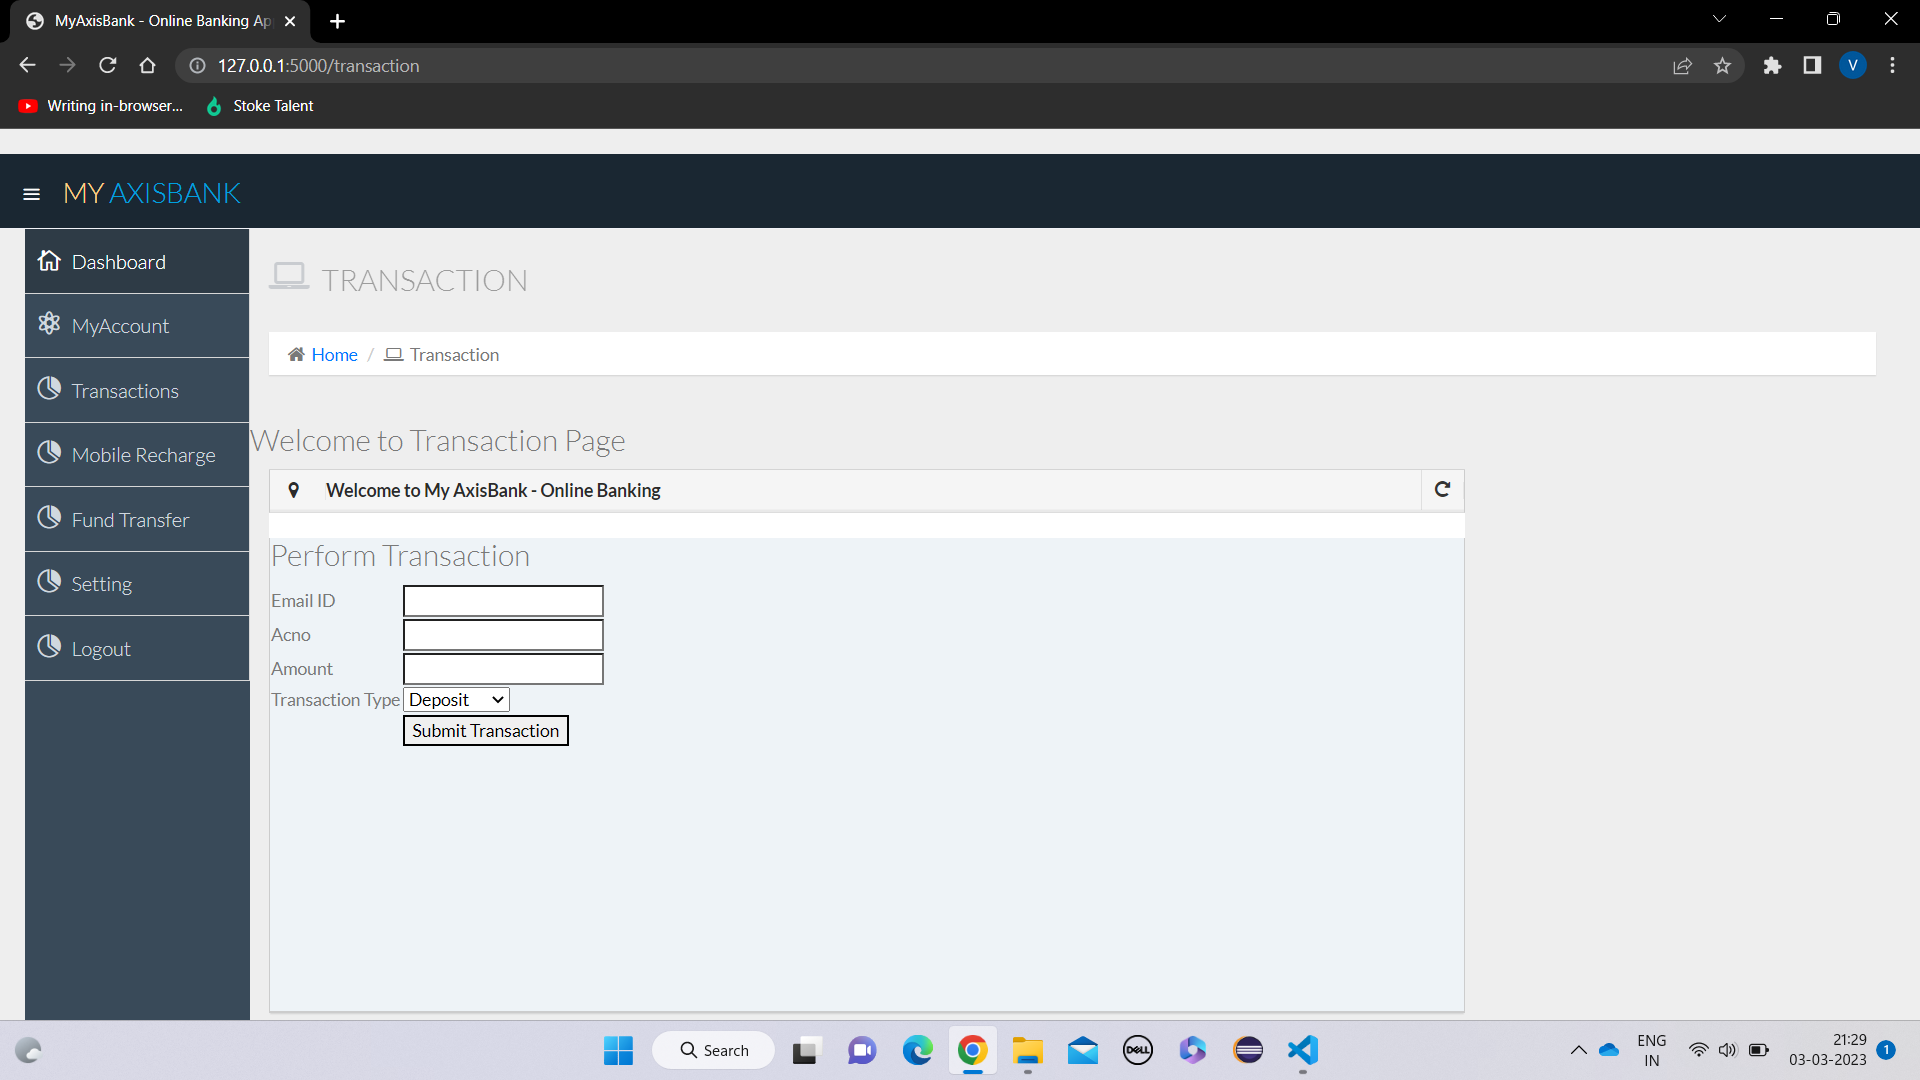 MyAxisBank - Online Banking Ap
127.0.0.1:5000/transaction
V
Writing in-browser...
Stoke Talent
MY AXISBANK
Dashboard
MyAccount
Transactions
Mobile Recharge
Fund Transfer
Setting
Logout
TRANSACTION
Home / Transaction
Welcome to Transaction Page
Welcome to My AxisBank - Online Banking
Perform Transaction
Email ID
Acno
Amount
Transaction Type Deposit
Submit Transaction
Search
DELL
ENG
IN
21:29
03-03-2023
1